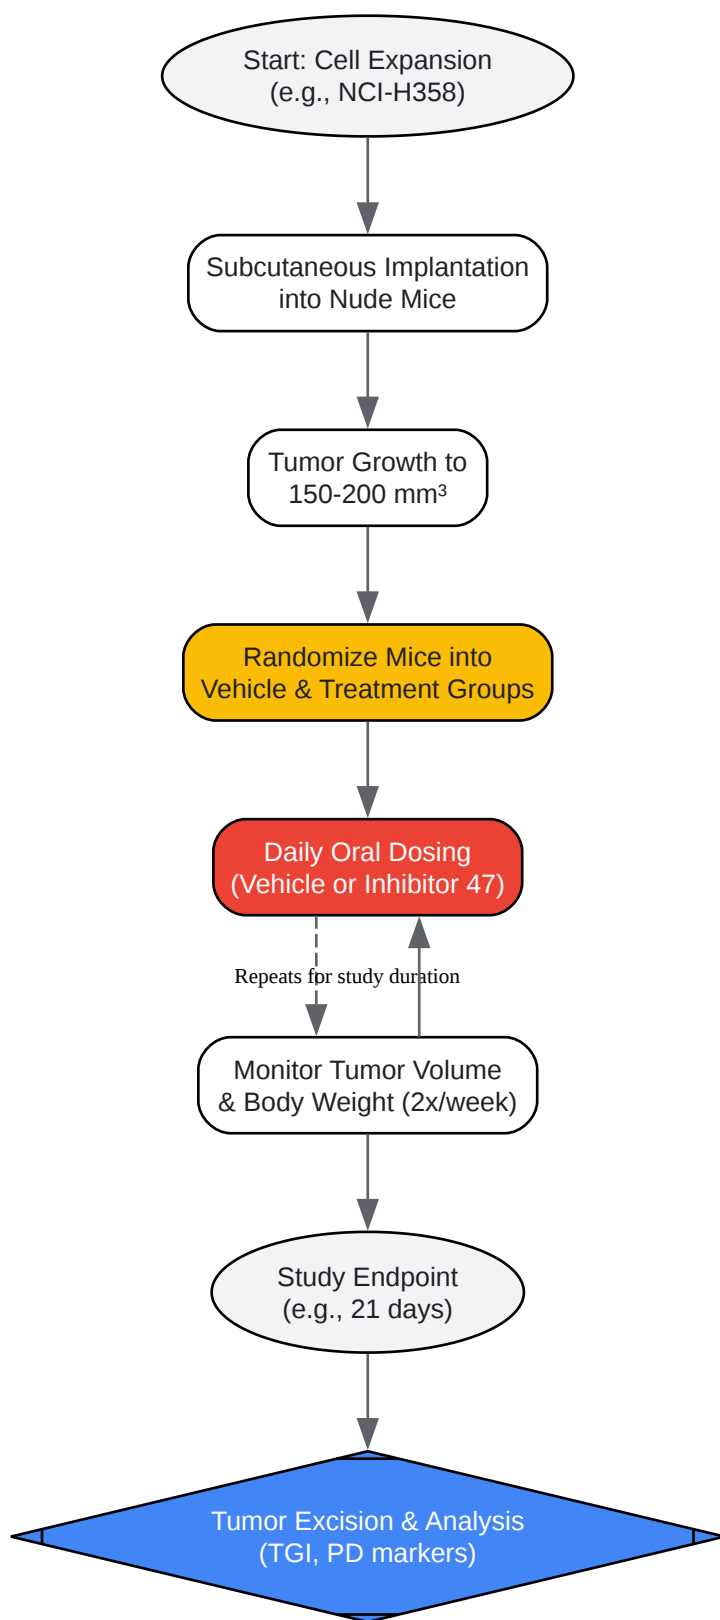 Start: Cell Expansion
(e.g., NCI-H358)
Subcutaneous Implantation
into Nude Mice
Tumor Growth to
150-200 mm³
Randomize Mice into
Vehicle & Treatment Groups
Daily Oral Dosing
(Vehicle or Inhibitor 47)
Repeats for study duration
Monitor Tumor Volume
& Body Weight (2x/week)
Study Endpoint
(e.g., 21 days)
Tumor Excision & Analysis
(TGI, PD markers)